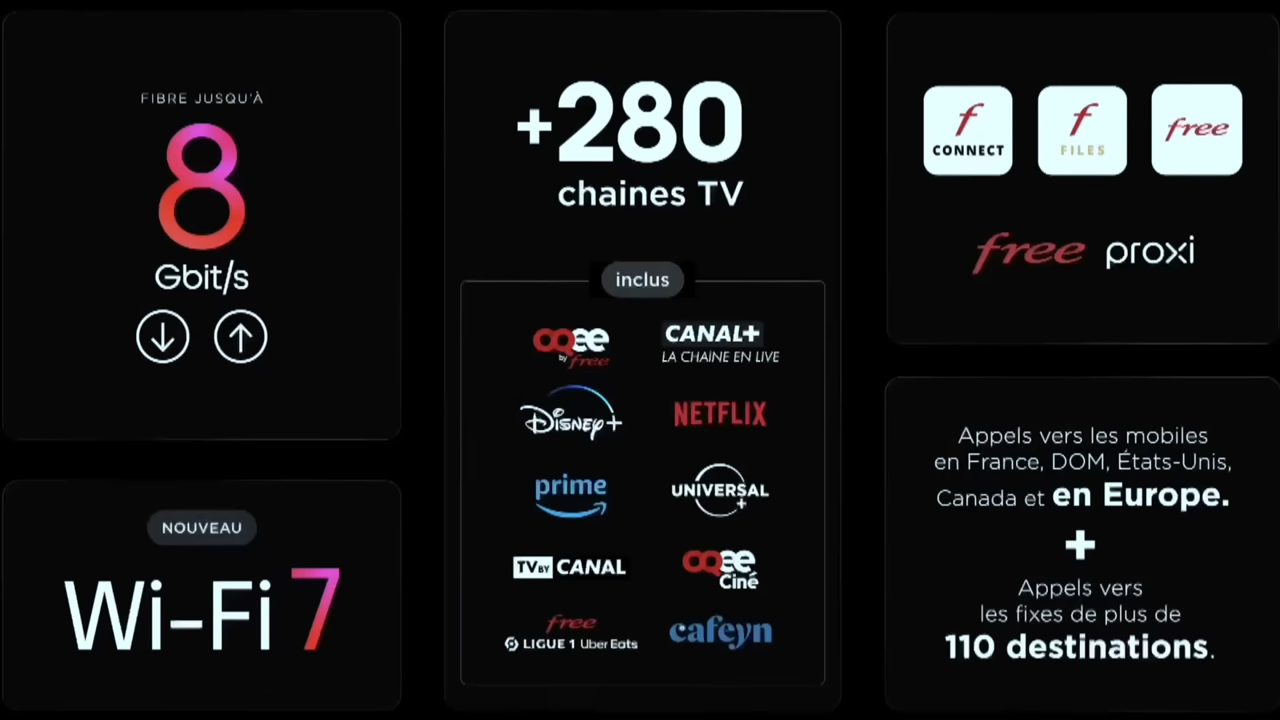 FIBRE JUSQU'À
8
Gbit/s
NOUVEAU
Wi-Fi 7
+280
chaines TV
inclus
OQEE
by free
CANAL+
LA CHAINE EN LIVE
Disney+
NETFLIX
prime
UNIVERSAL+
TV BY CANAL
OQEE
Ciné
free
LIGUE 1 Uber Eats
cafeyn
f
CONNECT
f
FILES
free
free proxi
Appels vers les mobiles
en France, DOM, États-Unis,
Canada et en Europe.
+
Appels vers
les fixes de plus de
110 destinations.